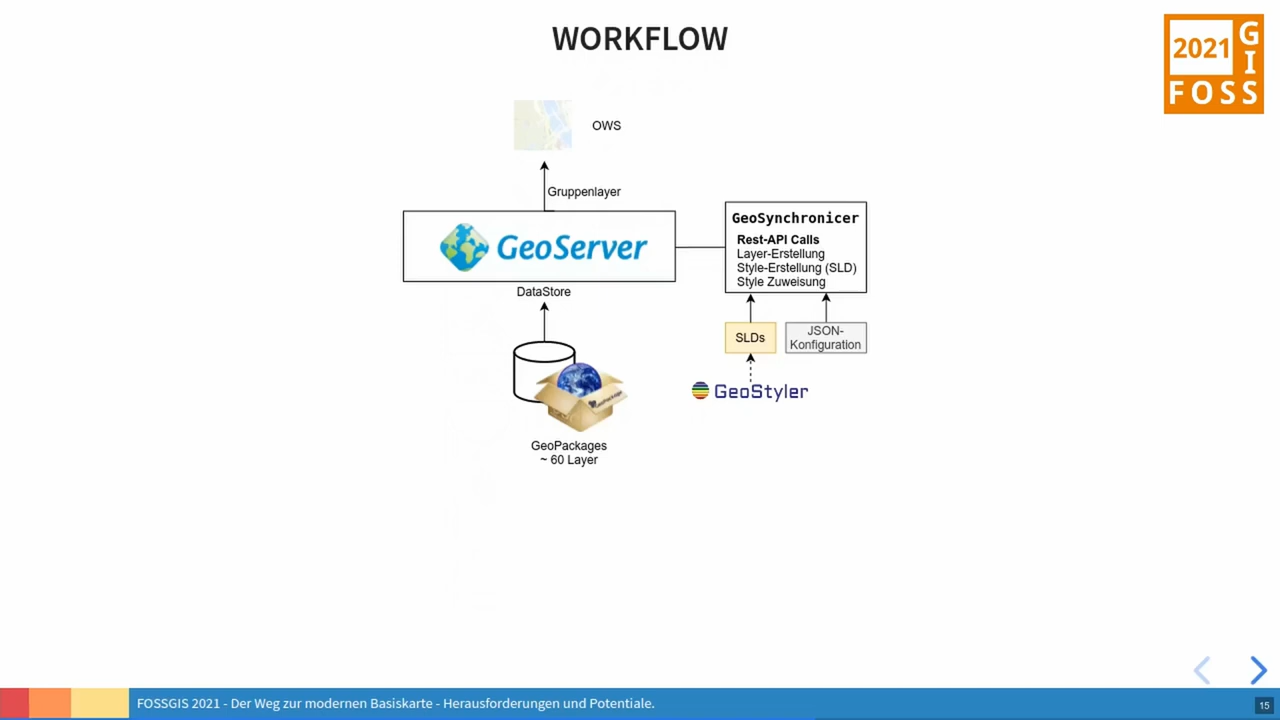 WORKFLOW
2021
G
I
FOSS
OWS
Gruppenlayer
GeoServer
DataStore
GeoSynchronicer
Rest-API Calls
Layer-Erstellung
Style-Erstellung (SLD)
Style Zuweisung
SLDs
JSON-
Konfiguration
GeoStyler
GeoPackage
GeoPackages
~ 60 Layer
FOSSGIS 2021 - Der Weg zur modernen Basiskarte - Herausforderungen und Potentiale.
15